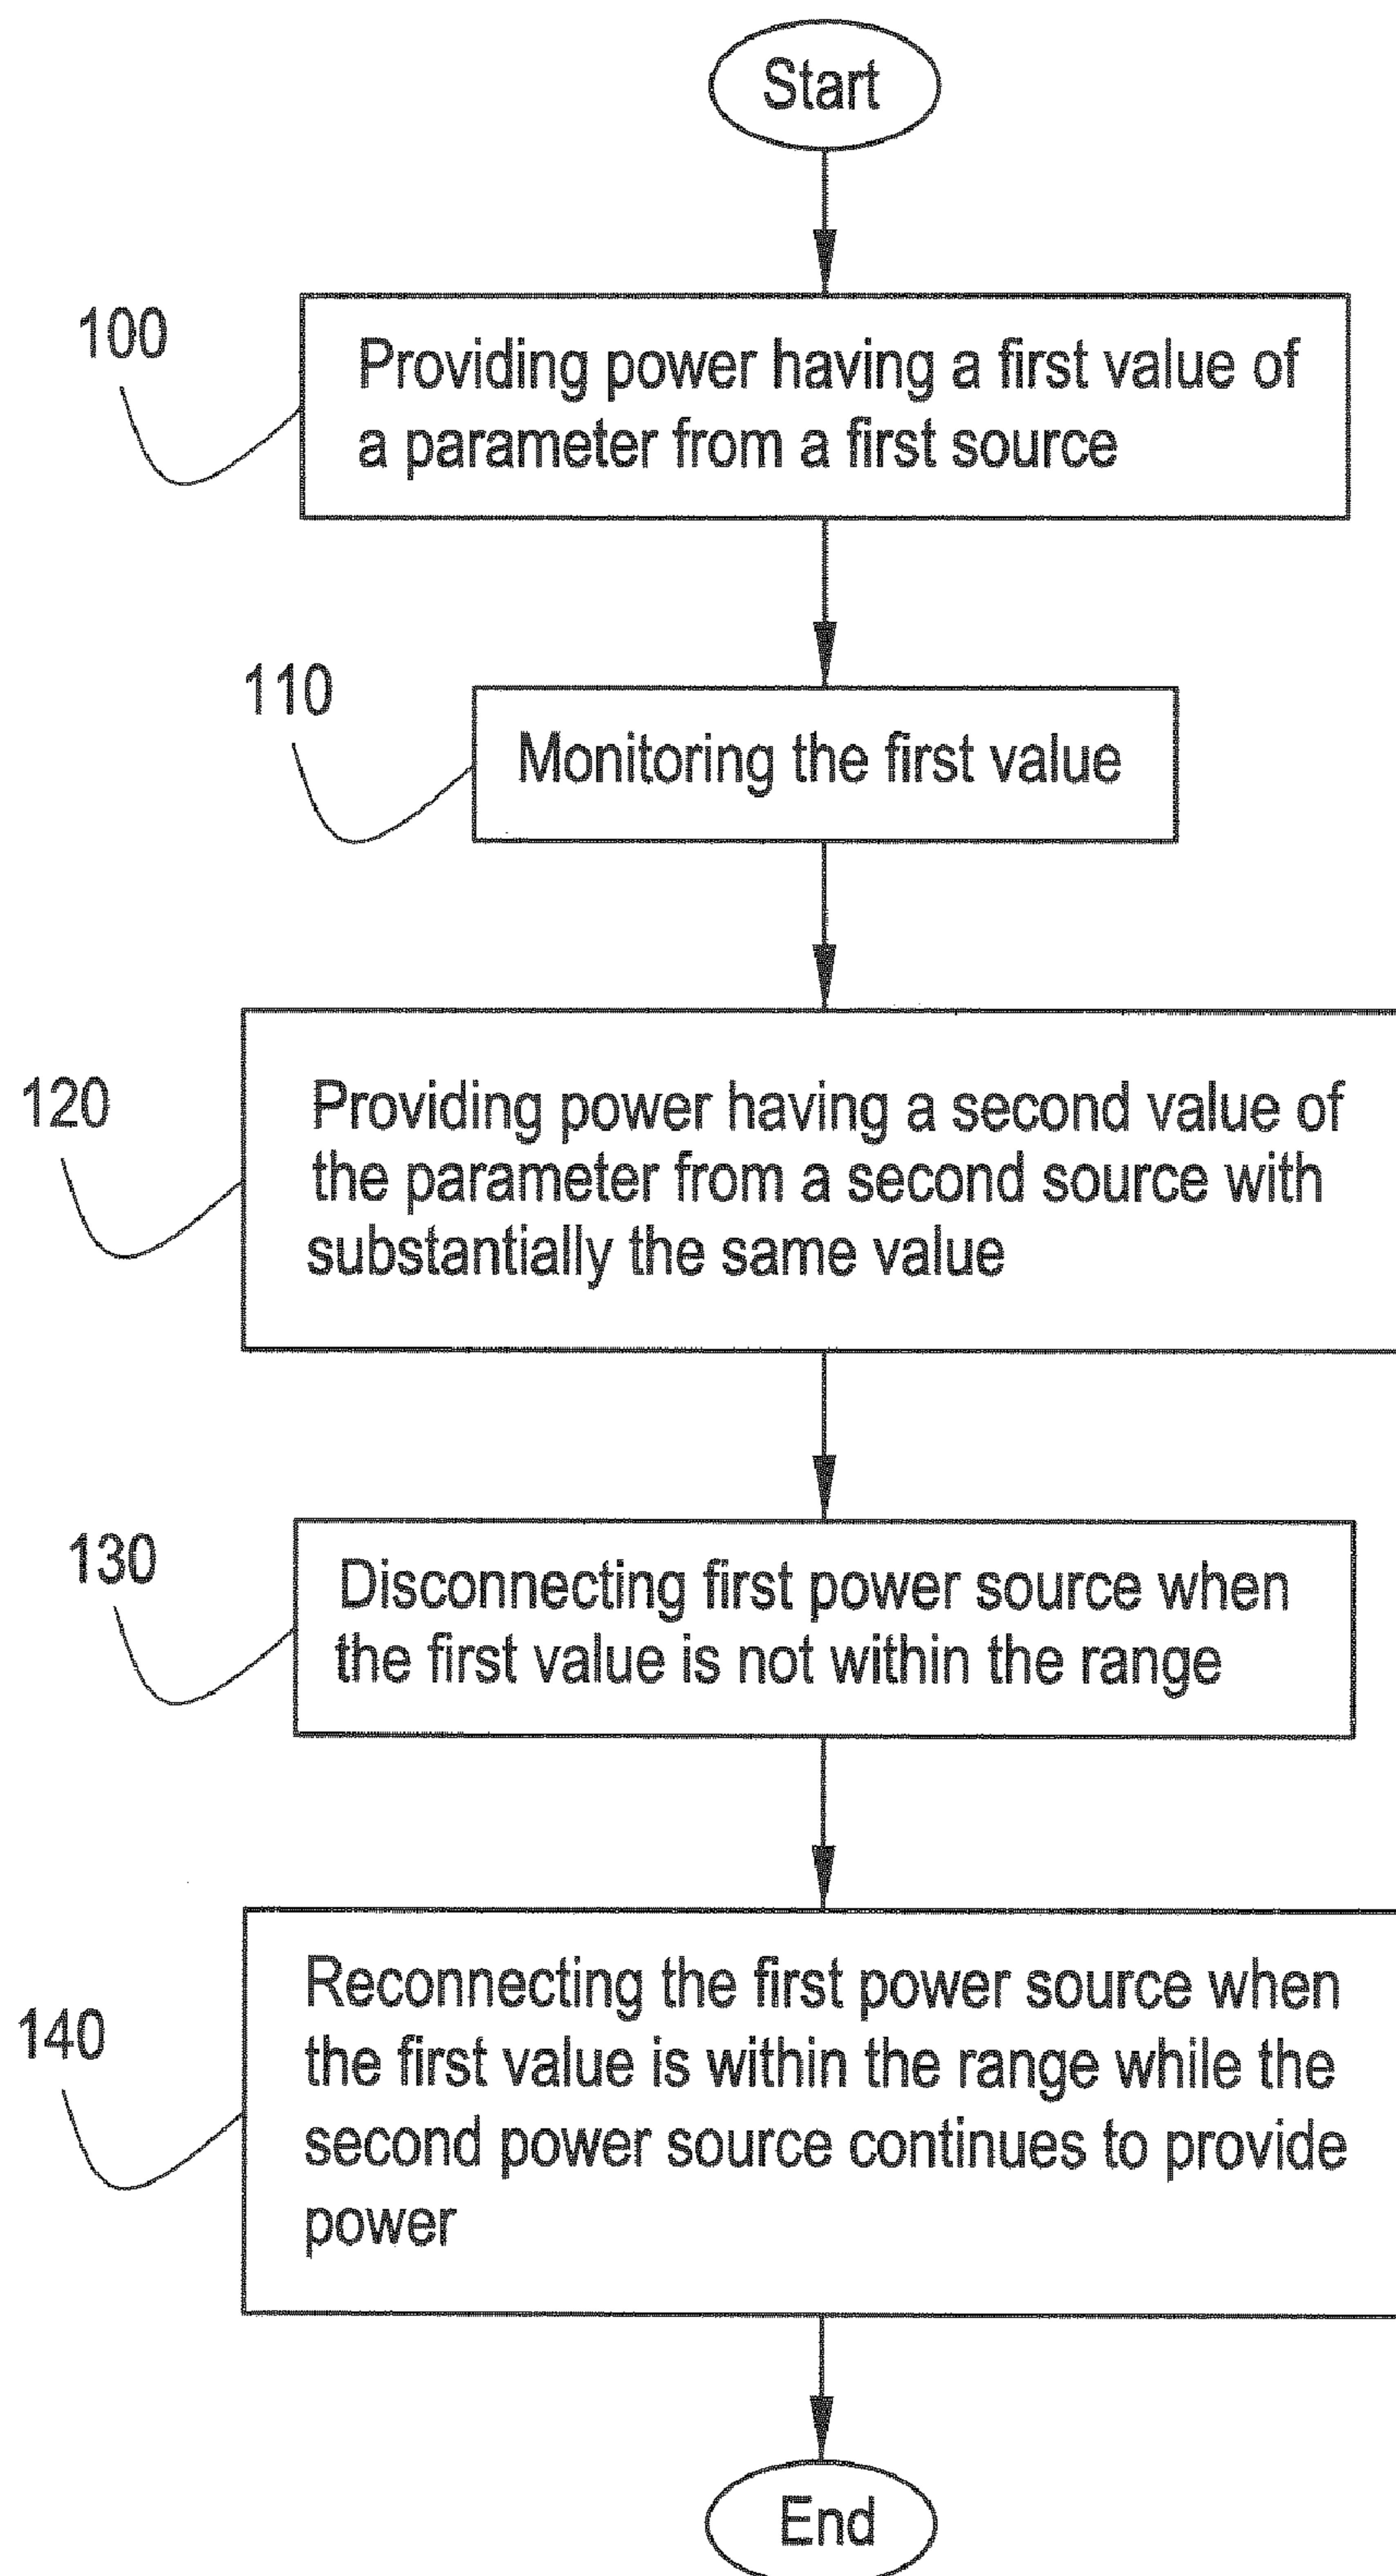 Start
100
Providing power having a first value of
a parameter from a first source
110
Monitoring the first value
120
Providing power having a second value of
the parameter from a second source with
substantially the same value
130
Disconnecting first power source when
the first value is not within the range
140
Reconnecting the first power source when
the first value is within the range while the
second power source continues to provide
power
End